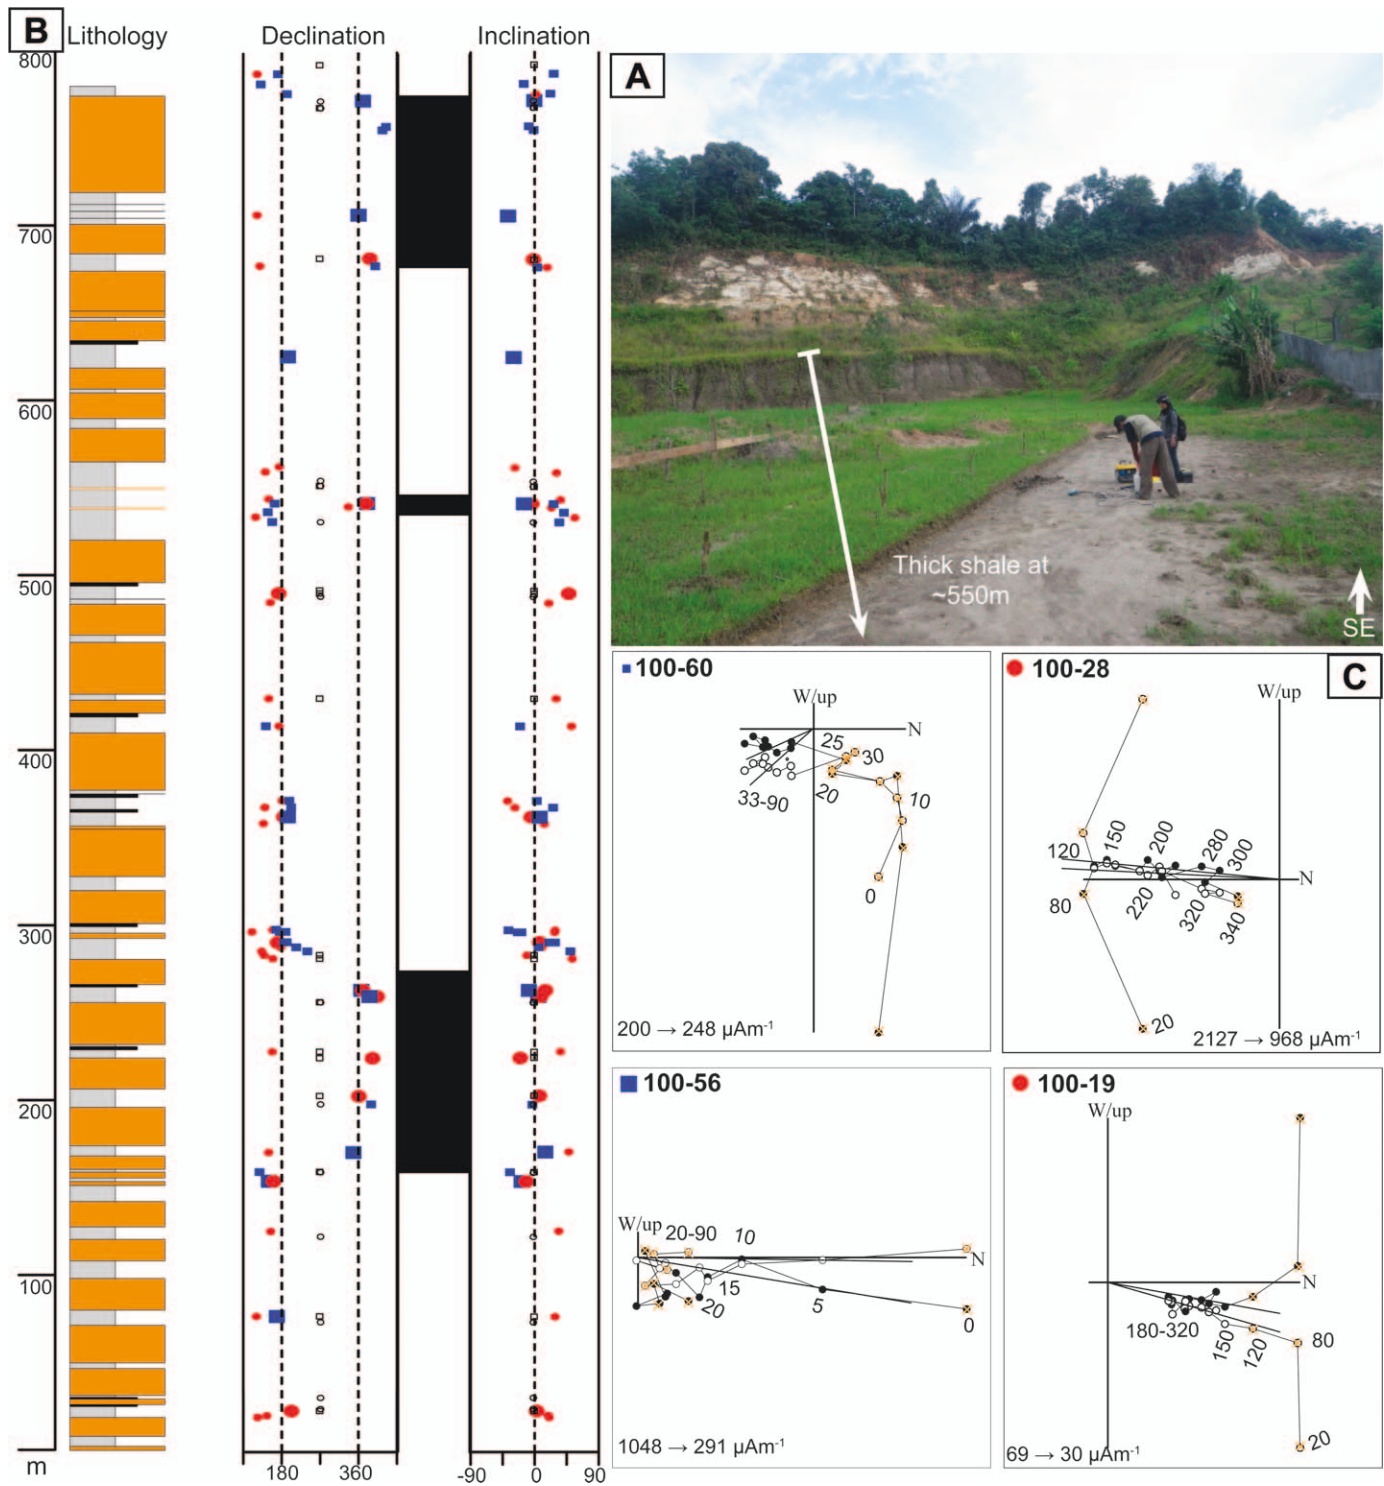 B Lithology Declination Inclination
800
700
600
500
400
300
200
100
m
180 360 -90 0 90
A
Thick shale at
~550m
SE
100-60
W/up
N
25
30
20
10
33-90
0
200 → 248 µAm⁻¹
C
100-28
W/up
N
120
150
200
280
300
80
220
320
340
20
2127 → 968 µAm⁻¹
100-56
W/up
20-90
10
N
15
20
5
0
1048 → 291 µAm⁻¹
100-19
W/up
N
180-320
150
120
80
20
69 → 30 µAm⁻¹